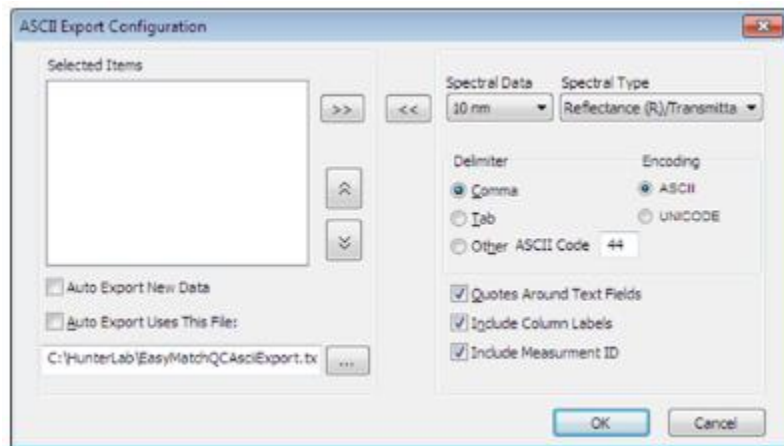 ASCII Export Configuration
Selected Items
>>
<<
Spectral Data
Spectral Type
10 nm
Reflectance (R)/Transmitta
Delimiter
Encoding
Comma
ASCII
Tab
UNICODE
Other ASCII Code 44
Auto Export New Data
Auto Export Uses This File:
C:\HunterLab\EasyMatchQCAsciiExport.tx
...
Quotes Around Text Fields
Include Column Labels
Include Measurment ID
OK
Cancel